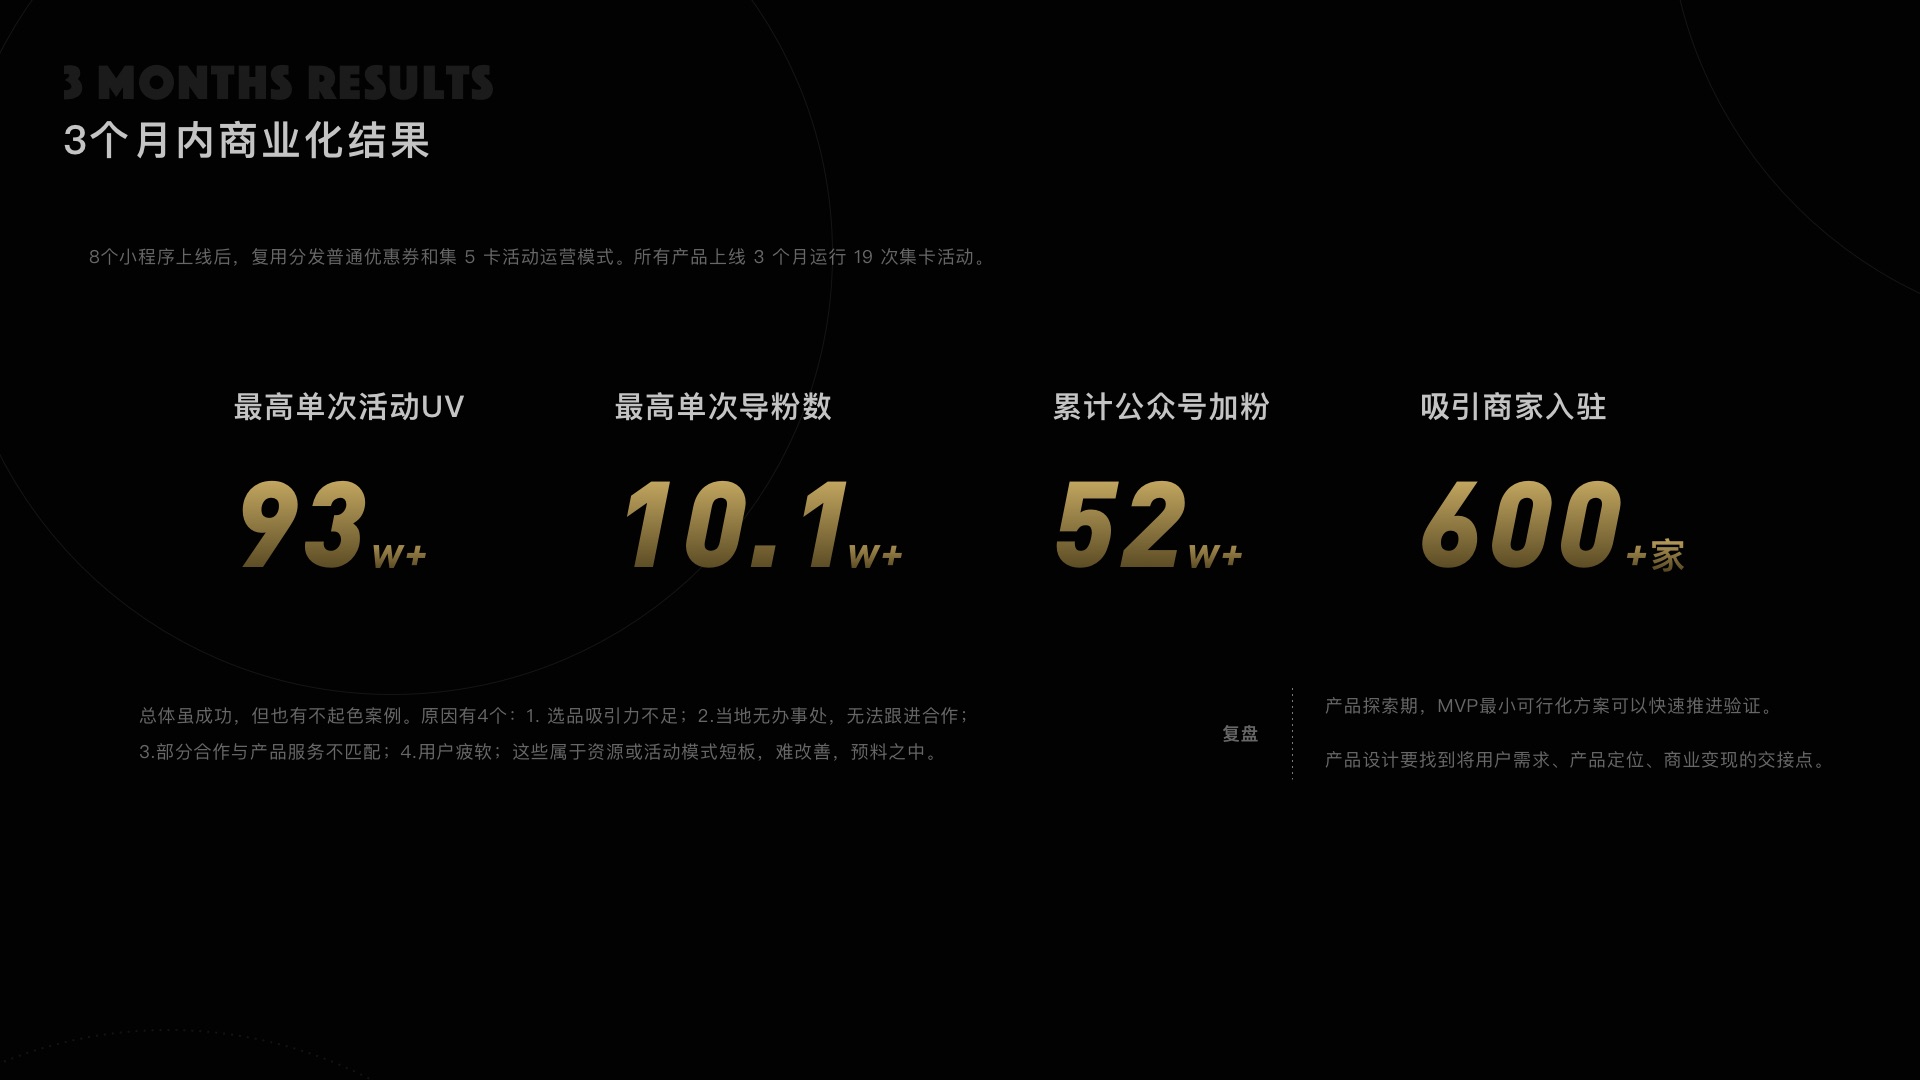 3 MONTHS RESULTS
3个月内商业化结果
8个小程序上线后，复用分发普通优惠券和集 5 卡活动运营模式。所有产品上线 3 个月运行 19 次集卡活动。
最高单次活动UV
93w+
最高单次导粉数
10.1w+
累计公众号加粉
52w+
吸引商家入驻
600+家
总体虽成功，但也有不起色案例。原因有4个：1. 选品吸引力不足；2.当地无办事处，无法跟进合作；
3.部分合作与产品服务不匹配；4.用户疲软；这些属于资源或活动模式短板，难改善，预料之中。
复盘
产品探索期，MVP最小可行化方案可以快速推进验证。
产品设计要找到将用户需求、产品定位、商业变现的交接点。